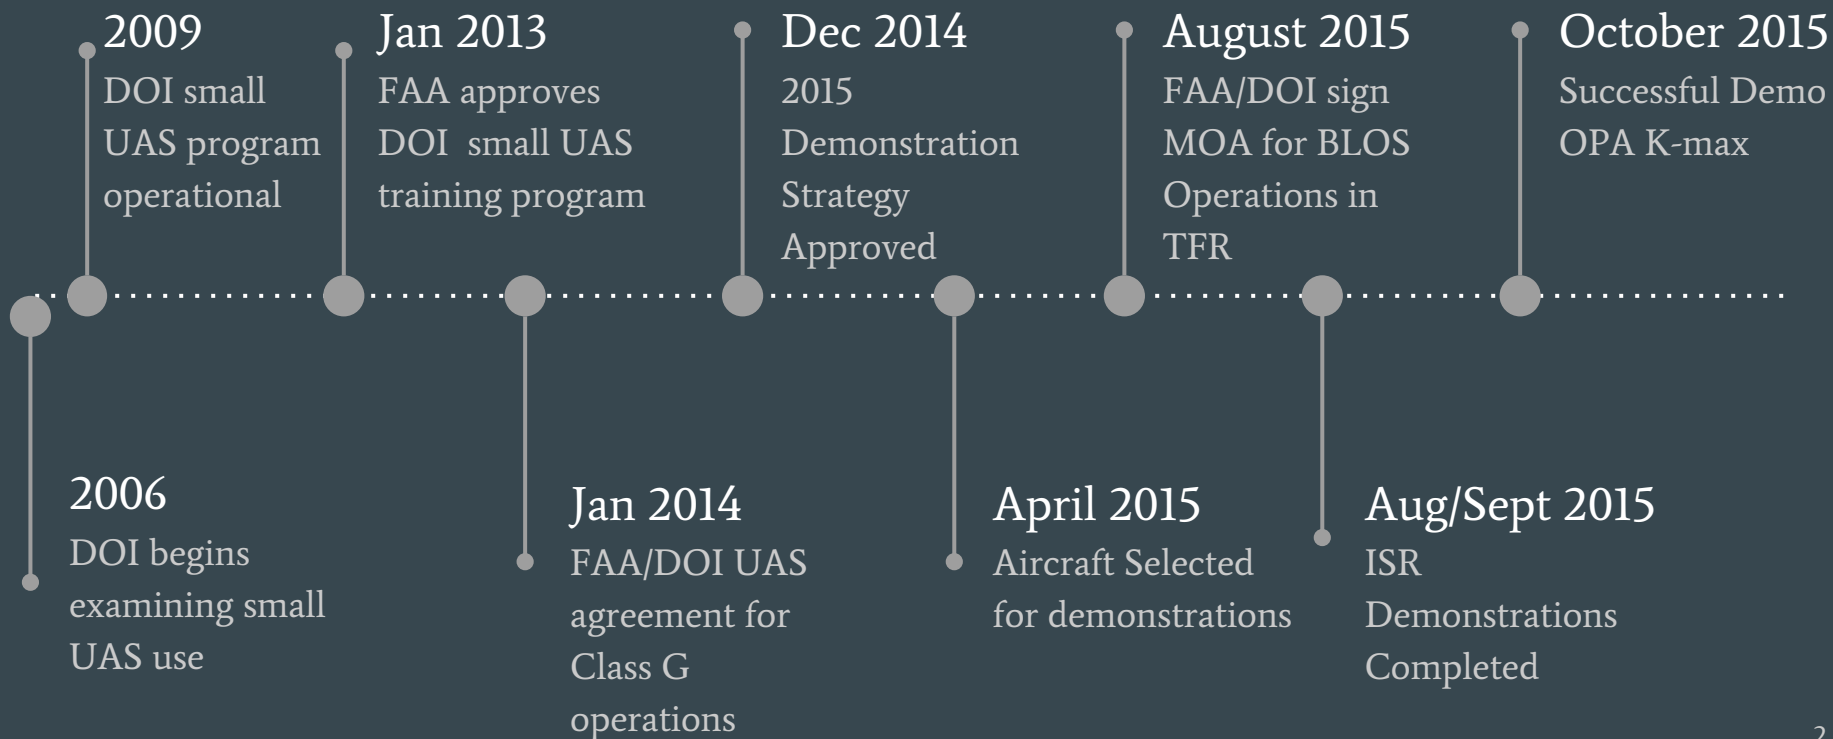 2009
DOI small
UAS program
operational
Jan 2013
FAA approves
DOI  small UAS
training program
Dec 2014
2015
Demonstration
Strategy
Approved
August 2015
FAA/DOI sign
MOA for BLOS
Operations in
TFR
October 2015
Successful Demo
OPA K-max
2006
DOI begins
examining small
UAS use
Jan 2014
FAA/DOI UAS
agreement for
Class G
operations
April 2015
Aircraft Selected
for demonstrations
Aug/Sept 2015
ISR
Demonstrations
Completed
2